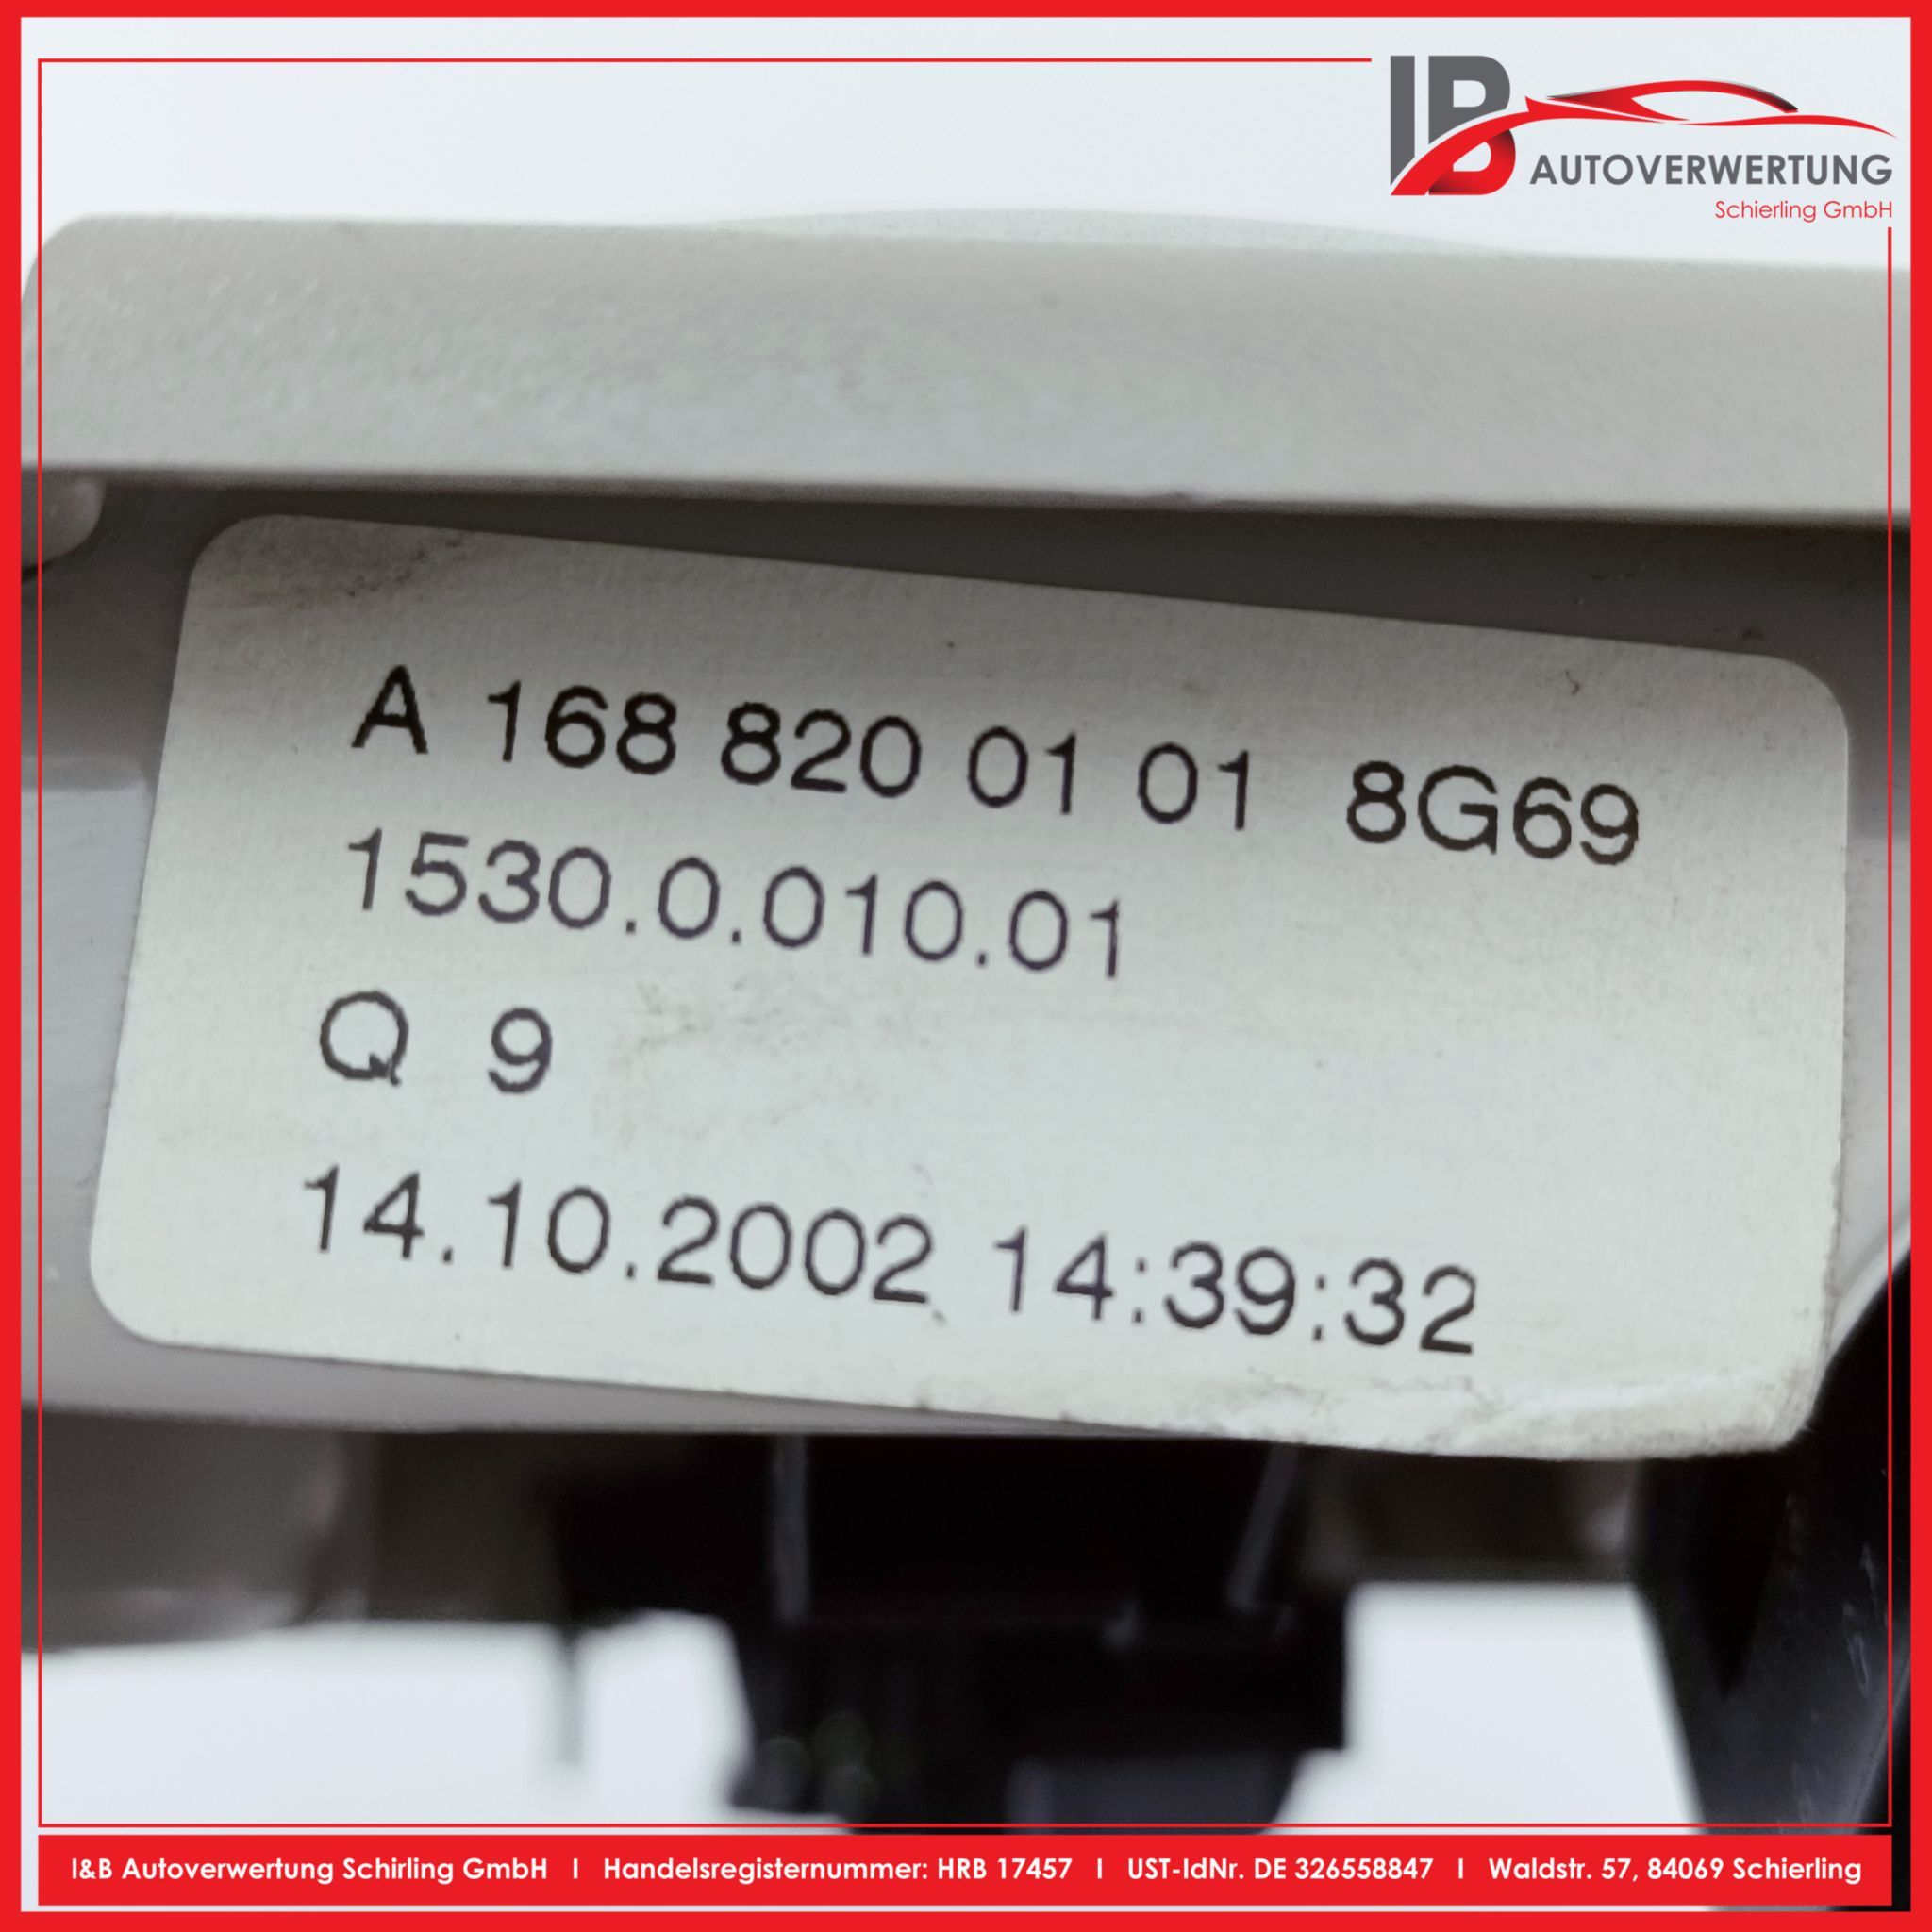 IB
AUTOVERWERTUNG
Schierling GmbH
A 168 820 01 01 8G69
1530.0.010.01
Q 9
14.10.2002 14:39:32
I&B Autoverwertung Schirling GmbH I Handelsregisternummer: HRB 17457 I UST-IdNr. DE 326558847 I Waldstr. 57, 84069 Schierling